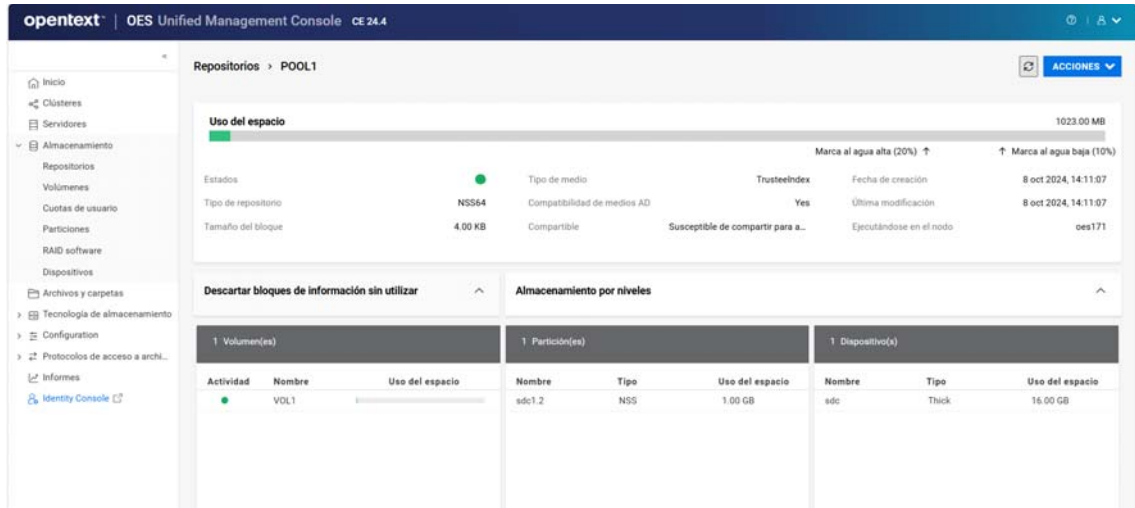 opentext | OES Unified Management Console CE 24.4
Repositorios > POOL1
ACCIONES
Inicio
Clústeres
Servidores
Almacenamiento
Repositorios
Volúmenes
Cuotas de usuario
Particiones
RAID software
Dispositivos
Archivos y carpetas
Tecnología de almacenamiento
Configuration
Protocolos de acceso a archi...
Informes
Identity Console
Uso del espacio 1023.00 MB
Marca al agua alta (20%) ↑ ↑ Marca al agua baja (10%)
Estados Tipo de medio TrusteeIndex Fecha de creación 8 oct 2024, 14:11:07
Tipo de repositorio NSS64 Compatibilidad de medios AD Yes Última modificación 8 oct 2024, 14:11:07
Tamaño del bloque 4.00 KB Compartible Susceptible de compartir para a... Ejecutándose en el nodo oes171
Descartar bloques de información sin utilizar Almacenamiento por niveles
1 Volumen(es) 1 Partición(es) 1 Dispositivo(s)
Actividad Nombre Uso del espacio Nombre Tipo Uso del espacio Nombre Tipo Uso del espacio
VOL1 sdc1.2 NSS 1.00 GB sdc Thick 16.00 GB